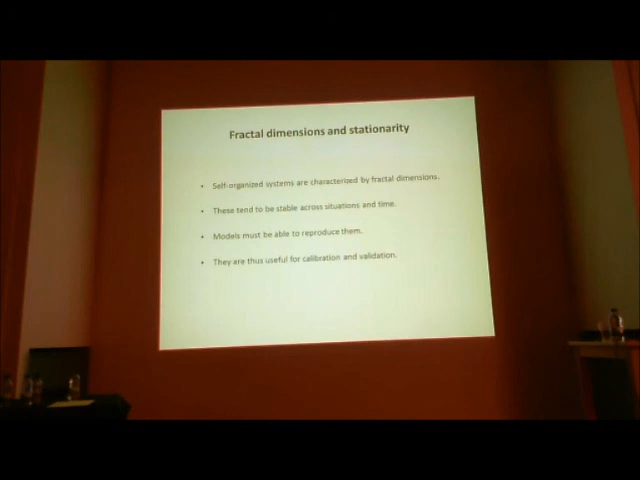 Fractal dimensions and stationarity
• Self-organized systems are characterized by fractal dimensions.
• These tend to be stable across situations and time.
• Models must be able to reproduce them.
• They are thus useful for calibration and validation.